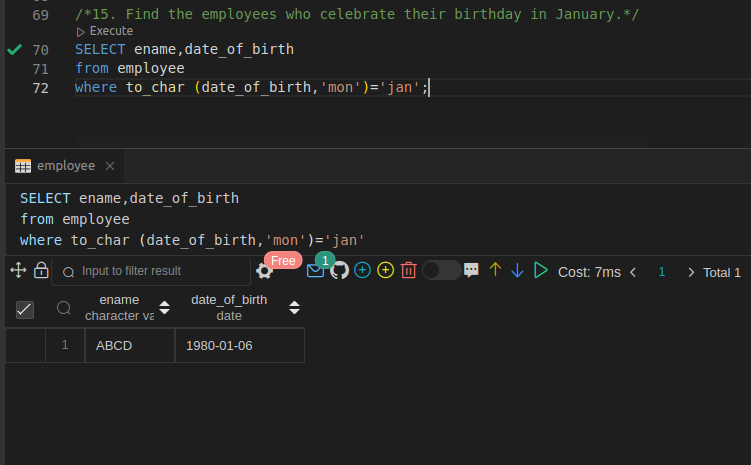 69 /*15. Find the employees who celebrate their birthday in January.*/
Execute
70 SELECT ename,date_of_birth
71 from employee
72 where to_char (date_of_birth,'mon')='jan';
employee
SELECT ename,date_of_birth
from employee
where to_char (date_of_birth,'mon')='jan'
Input to filter result Free 1 Cost: 7ms 1 Total 1
ename date_of_birth
character va date
1 ABCD 1980-01-06